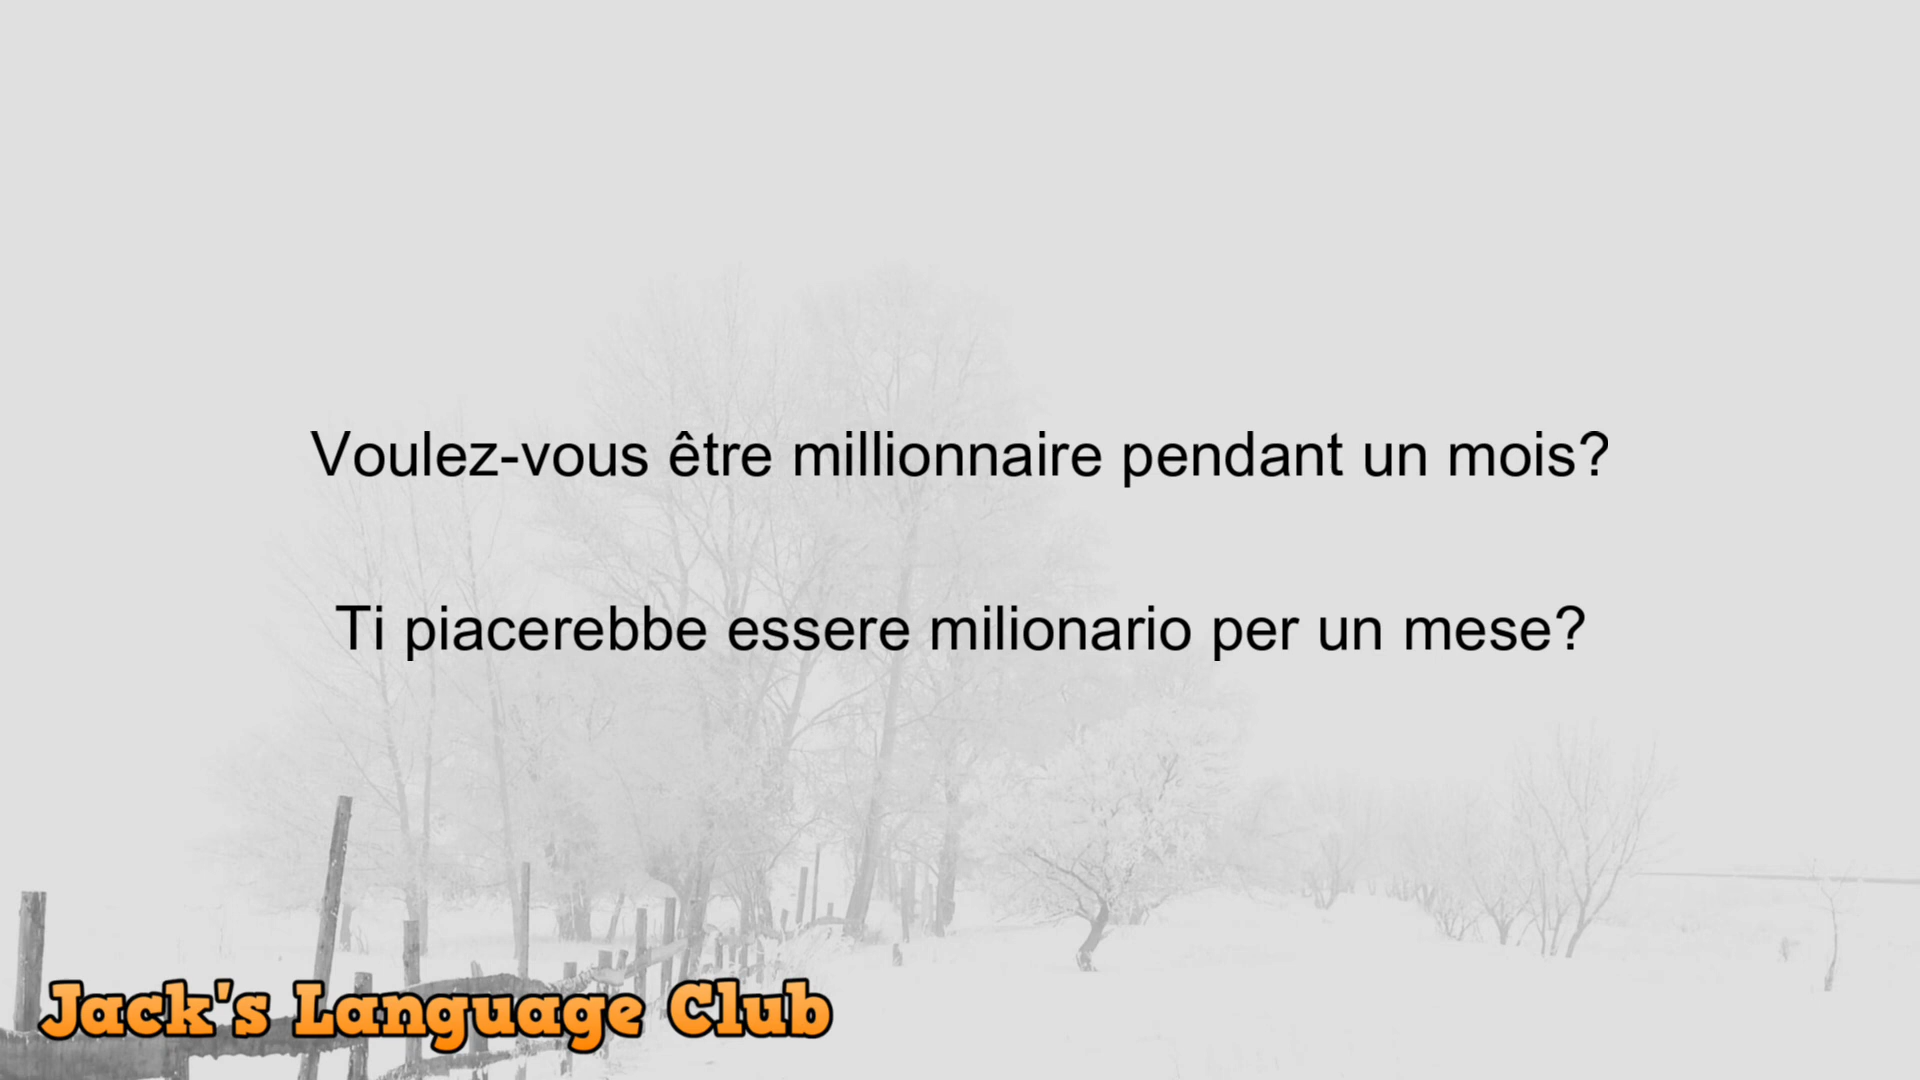 Voulez-vous être millionnaire pendant un mois?
Ti piacerebbe essere milionario per un mese?
Jack's Language Club